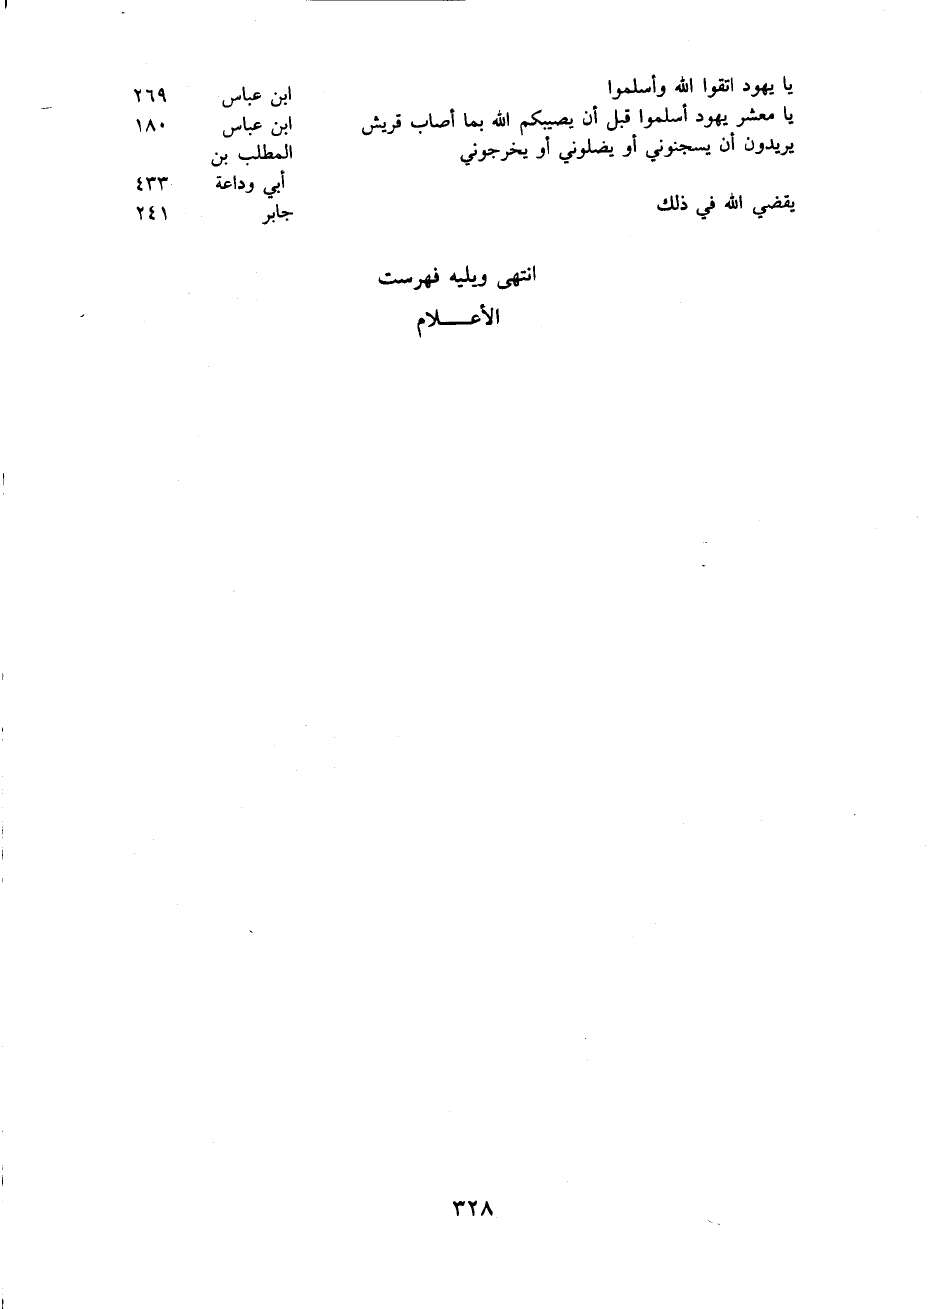 يا يهود اتقوا الله وأسلموا ابن عباس ٢٦٩
يا معشر يهود أسلموا قبل أن يصيبكم الله بما أصاب قريش ابن عباس ١٨٠
يريدون أن يسجنوني أو يضلوني أو يخرجوني المطلب بن
أبي وداعة ٤٣٣
يقضي الله في ذلك جابر ٢٤١
انتهى ويليه فهرست
الأعـــلام
٣٢٨